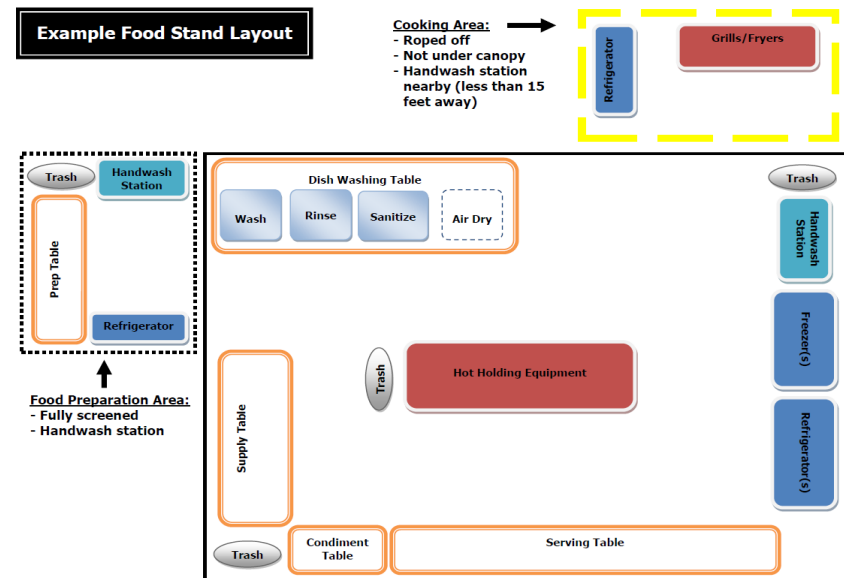 Example Food Stand Layout
Cooking Area:
- Roped off
- Not under canopy
- Handwash station
nearby (less than 15
feet away)
Refrigerator
Grills/Fryers
Trash
Handwash
Station
Prep Table
Refrigerator
Food Preparation Area:
- Fully screened
- Handwash station
Dish Washing Table
Wash
Rinse
Sanitize
Air Dry
Trash
Handwash
Station
Freezer(s)
Refrigerator(s)
Trash
Hot Holding Equipment
Supply Table
Trash
Condiment
Table
Serving Table